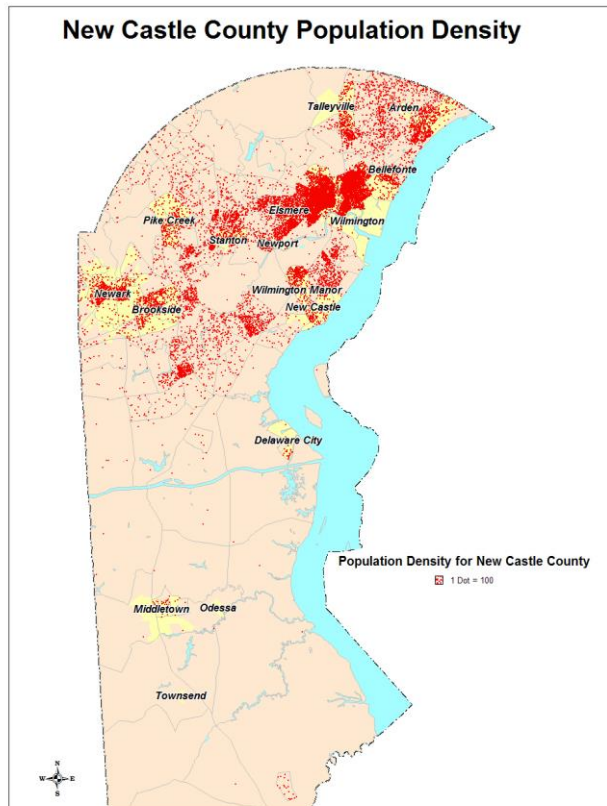 New Castle County Population Density
Talleyville
Arden
Bellefonte
Elsmere
Wilmington
Pike Creek
Stanton
Newport
Newark
Brookside
Wilmington Manor
New Castle
Delaware City
Population Density for New Castle County
1 Dot = 100
Middletown
Odessa
Townsend
N
W E
S